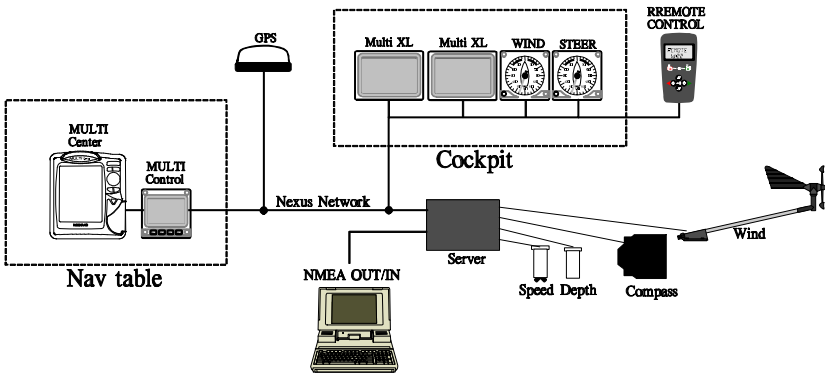 GPS
RREMOTE
CONTROL
Multi XL
Multi XL
WIND
STEER
Cockpit
MULTI
Center
MULTI
Control
Nav table
Nexus Network
Server
Wind
NMEA OUT/IN
Speed
Depth
Compass